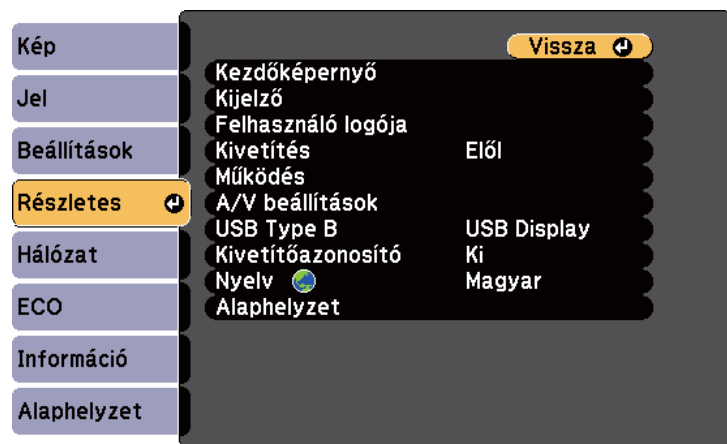 Kép
Jel
Beállítások
Részletes
Hálózat
ECO
Információ
Alaphelyzet
Vissza
Kezdőképernyő
Kijelző
Felhasználó logója
Kivetítés Elől
Működés
A/V beállítások
USB Type B USB Display
Kivetítőazonosító Ki
Nyelv Magyar
Alaphelyzet